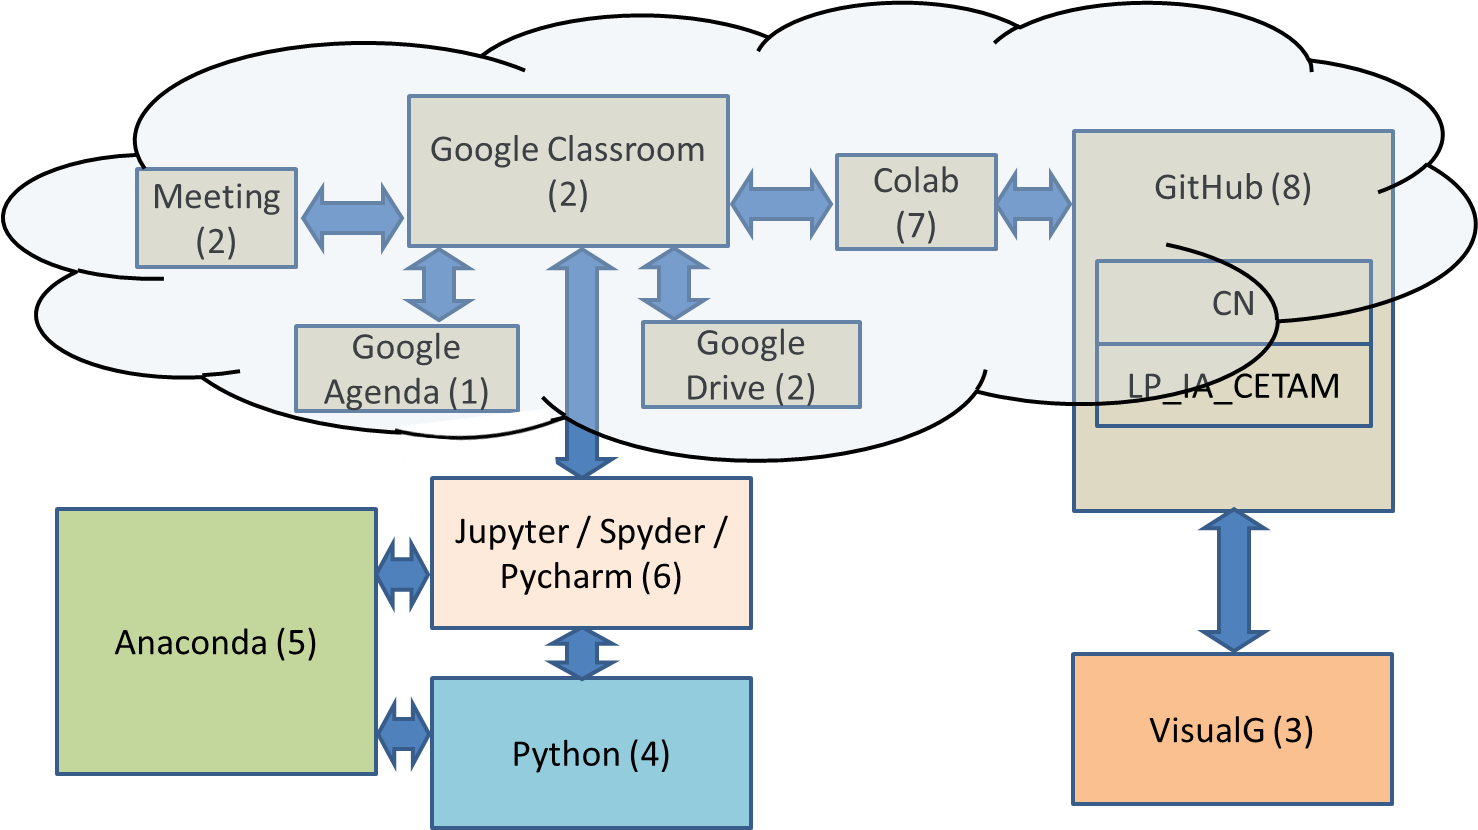 Google Classroom
(2)
Meeting
(2)
Colab
(7)
GitHub (8)
CN
LP_IA_CETAM
Google
Agenda (1)
Google
Drive (2)
Jupyter / Spyder /
Pycharm (6)
Anaconda (5)
Python (4)
VisualG (3)